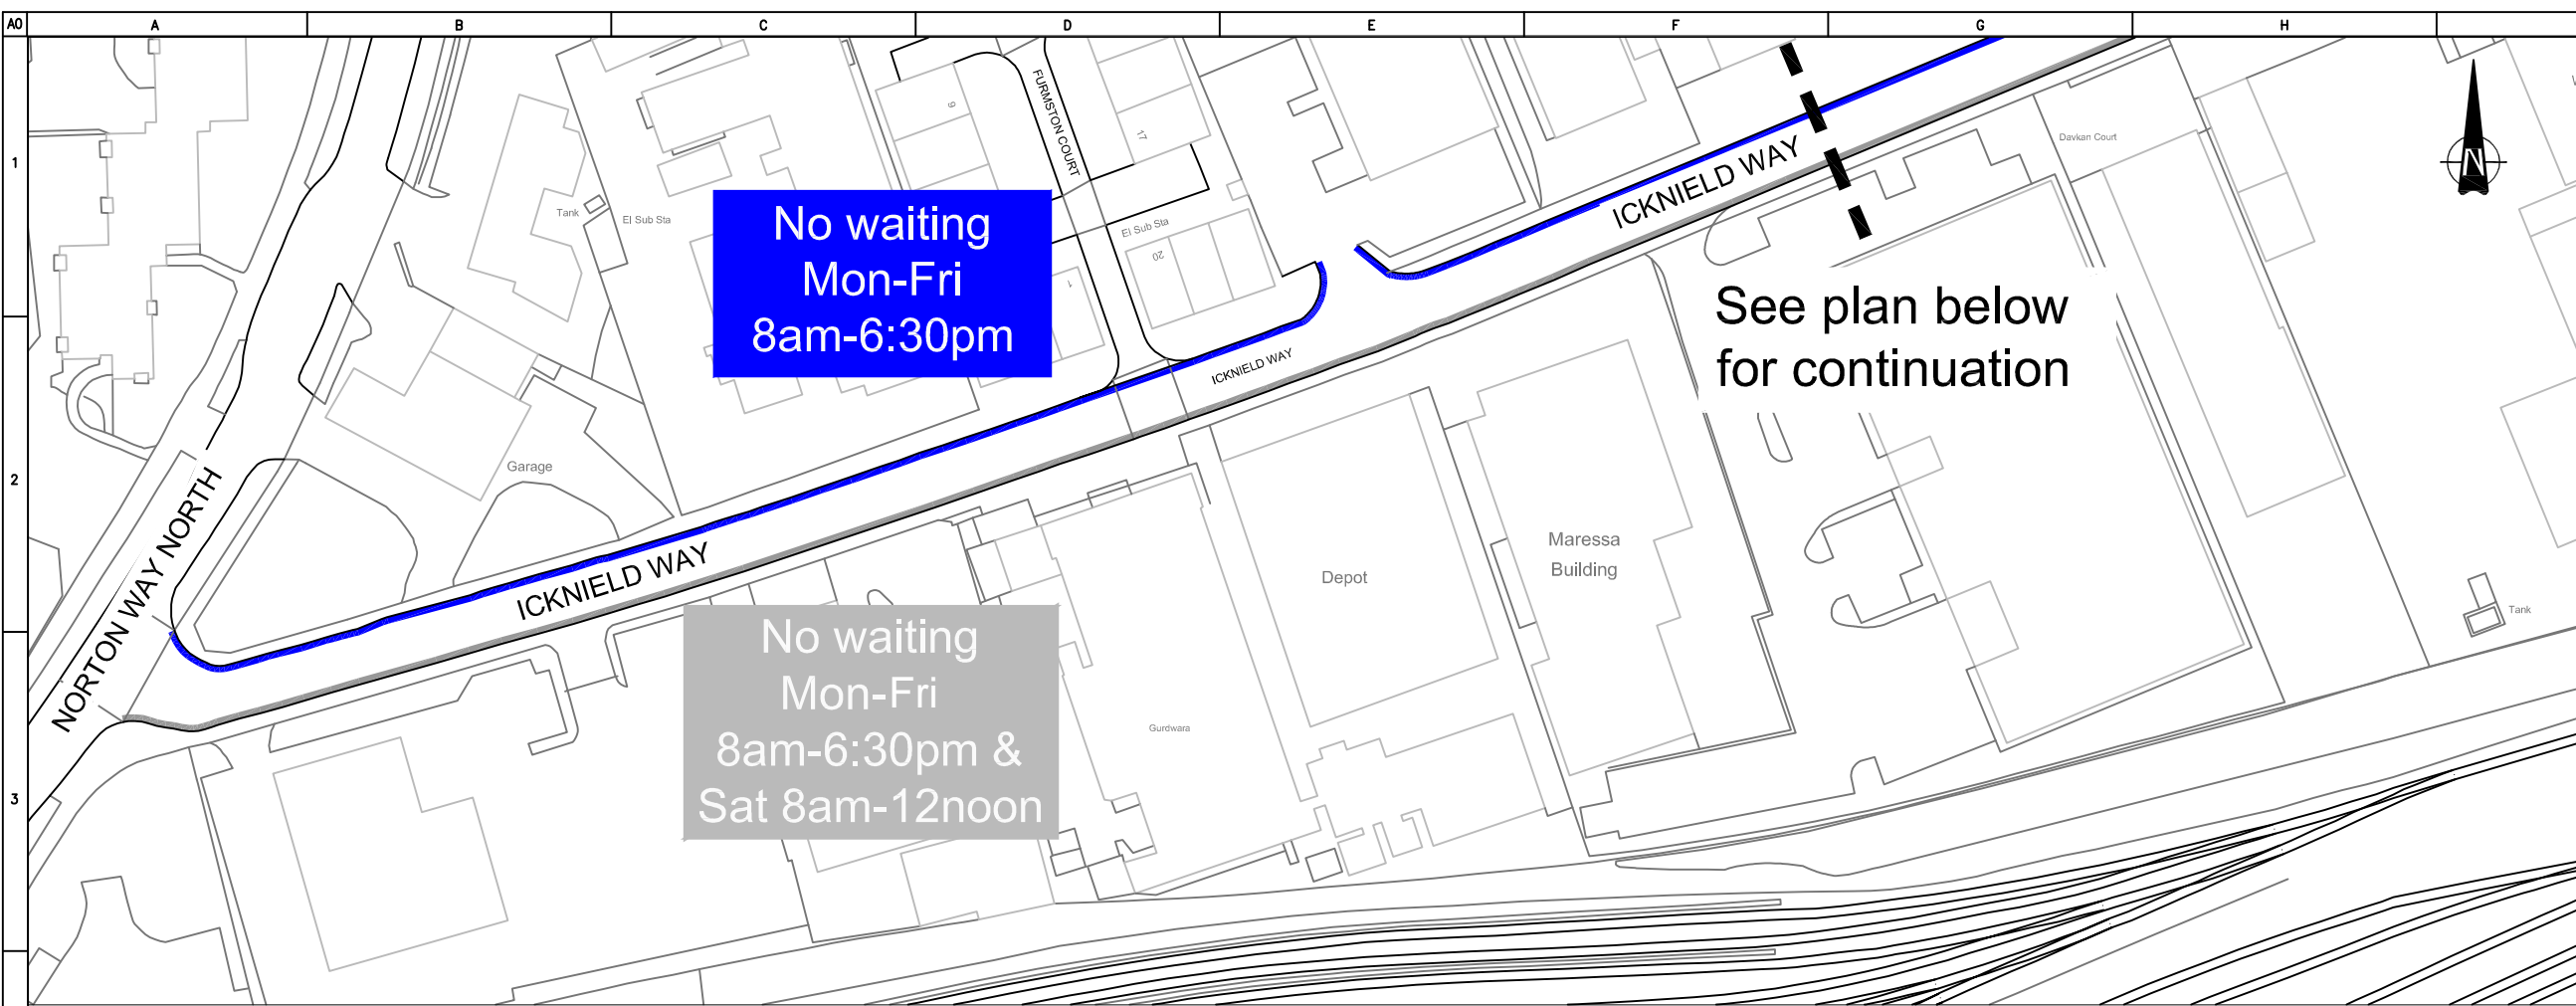 A0 A B C D E F G H
1
2
3
FURMSTON COURT
9
17
Tank
El Sub Sta
No waiting
Mon-Fri
8am-6:30pm
El Sub Sta
20
1
ICKNIELD WAY
Davkan Court
N
See plan below
for continuation
ICKNIELD WAY
Garage
NORTON WAY NORTH
ICKNIELD WAY
No waiting
Mon-Fri
8am-6:30pm &
Sat 8am-12noon
Gurdwara
Depot
Maressa
Building
Tank